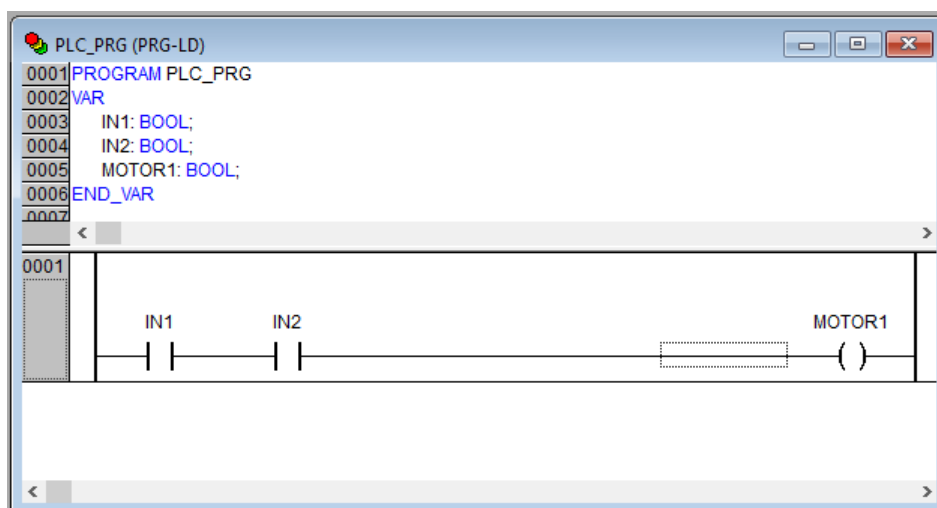 PLC_PRG (PRG-LD)
0001 PROGRAM PLC_PRG
0002 VAR
0003 IN1: BOOL;
0004 IN2: BOOL;
0005 MOTOR1: BOOL;
0006 END_VAR
0007
0001
IN1 IN2 MOTOR1